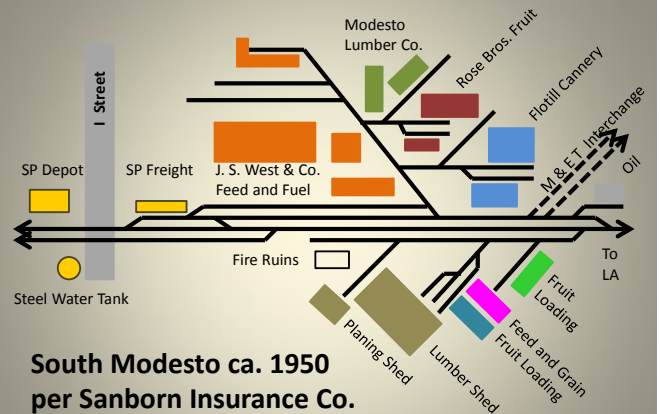 Modesto
Lumber Co.
Rose Bros. Fruit
Flotill Cannery
I Street
M & ET Interchange
Oil
SP Depot
SP Freight
J. S. West & Co.
Feed and Fuel
Fire Ruins
To
LA
Steel Water Tank
Fruit
Loading
Planing Shed
Lumber Shed
Feed and Grain
Fruit Loading
South Modesto ca. 1950
per Sanborn Insurance Co.